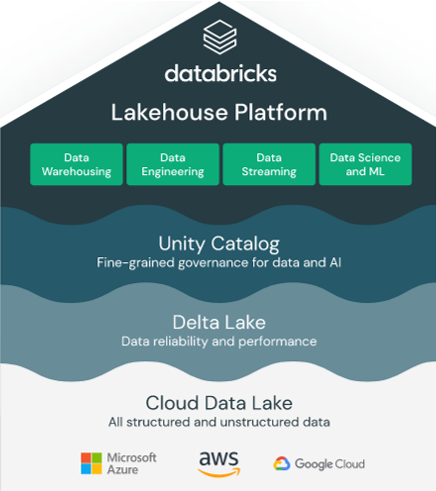 databricks
Lakehouse Platform
Data Warehousing
Data Engineering
Data Streaming
Data Science and ML
Unity Catalog
Fine-grained governance for data and AI
Delta Lake
Data reliability and performance
Cloud Data Lake
All structured and unstructured data
Microsoft Azure
aws
Google Cloud